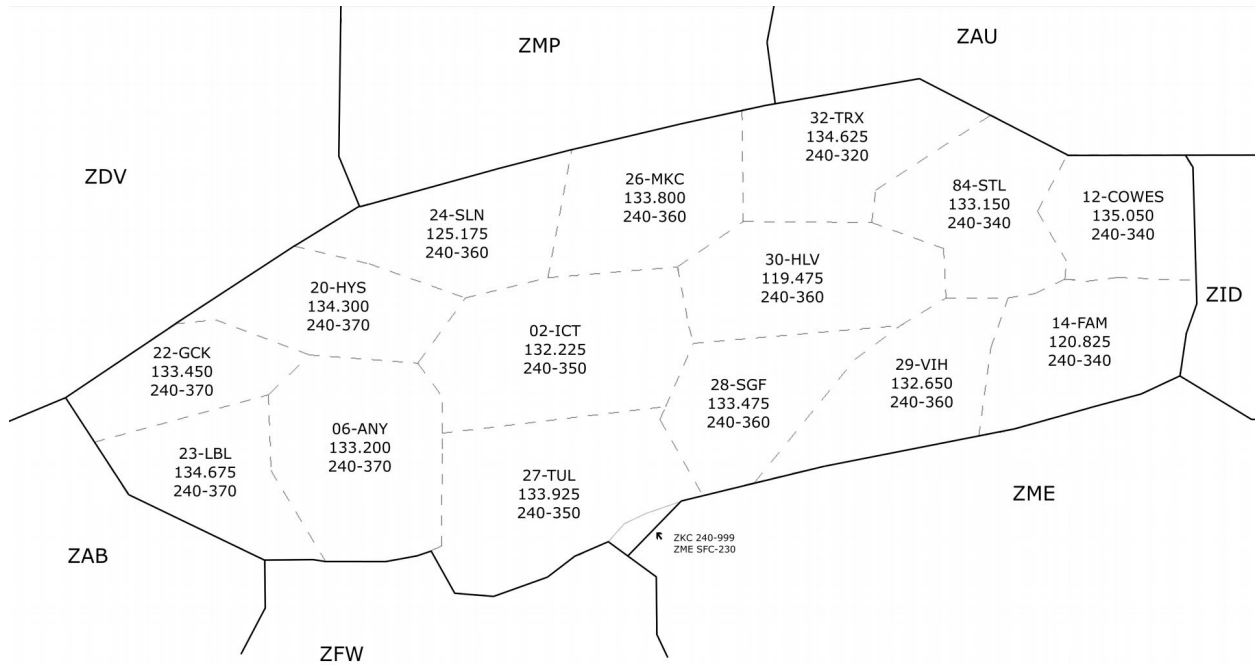 ZMP
ZAU
ZDV
32-TRX
134.625
240-320
26-MKC
133.800
240-360
84-STL
133.150
240-340
12-COWES
135.050
240-340
24-SLN
125.175
240-360
30-HLV
119.475
240-360
20-HYS
134.300
240-370
ZID
02-ICT
132.225
240-350
14-FAM
120.825
240-340
22-GCK
133.450
240-370
29-VIH
132.650
240-360
28-SGF
133.475
240-360
06-ANY
133.200
240-370
23-LBL
134.675
240-370
27-TUL
133.925
240-350
ZME
ZKC 240-999
ZME SFC-230
ZAB
ZFW